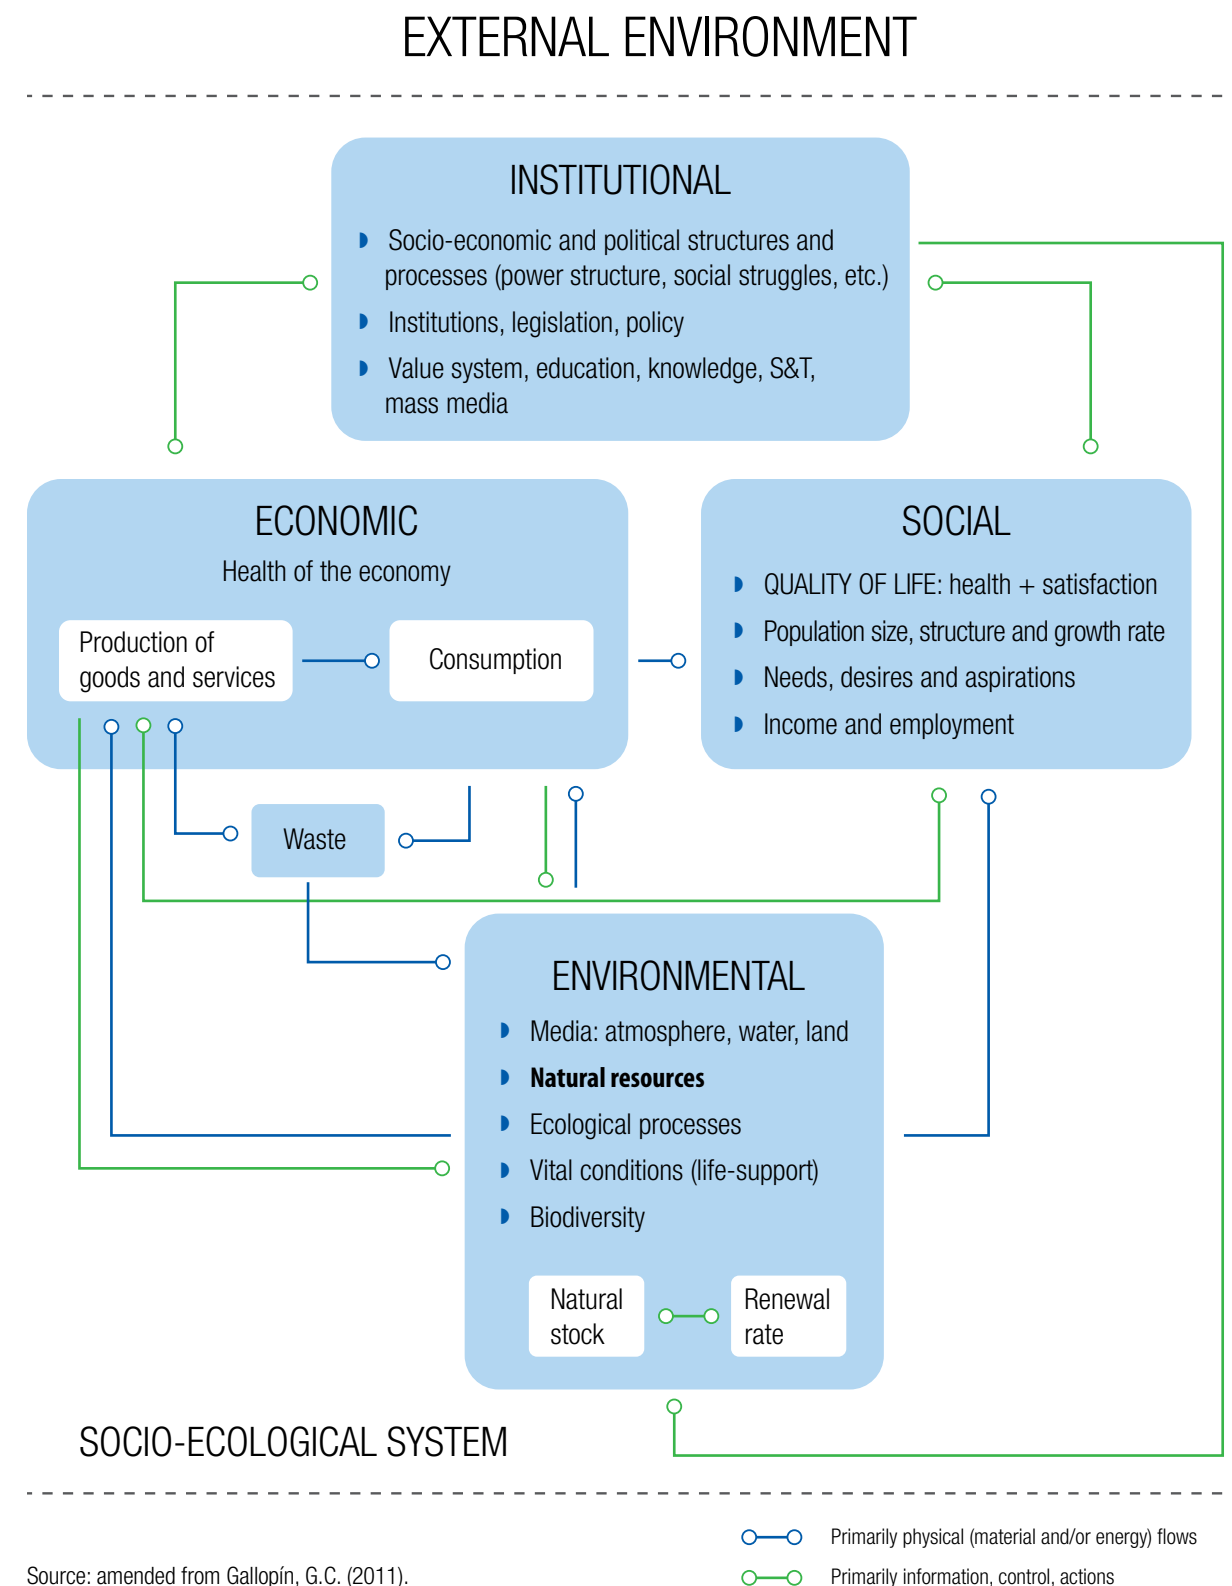 EXTERNAL ENVIRONMENT
INSTITUTIONAL
Socio-economic and political structures and
processes (power structure, social struggles, etc.)
Institutions, legislation, policy
Value system, education, knowledge, S&T,
mass media
ECONOMIC
Health of the economy
Production of
goods and services
Consumption
SOCIAL
QUALITY OF LIFE: health + satisfaction
Population size, structure and growth rate
Needs, desires and aspirations
Income and employment
Waste
ENVIRONMENTAL
Media: atmosphere, water, land
Natural resources
Ecological processes
Vital conditions (life-support)
Biodiversity
Natural
stock
Renewal
rate
SOCIO-ECOLOGICAL SYSTEM
Primarily physical (material and/or energy) flows
Primarily information, control, actions
Source: amended from Gallopín, G.C. (2011).